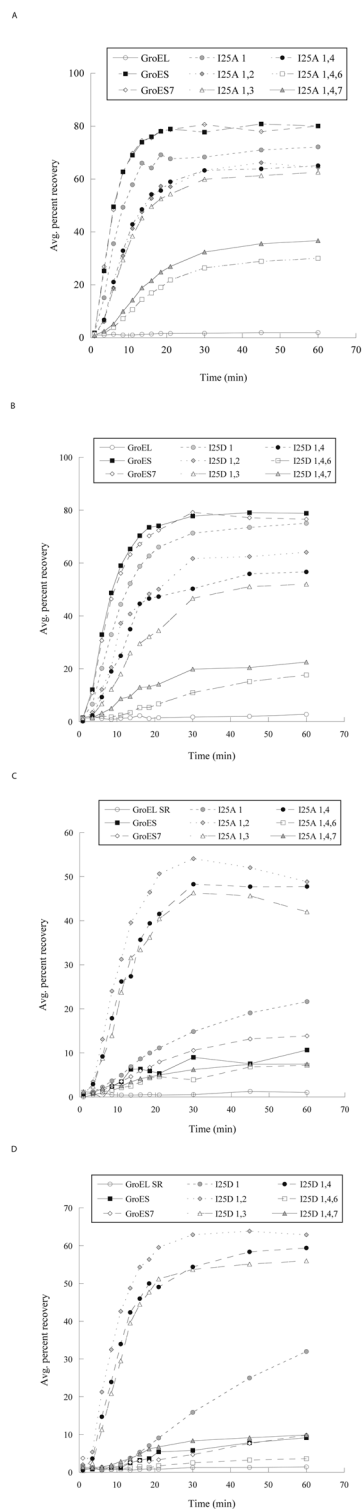 A
GroEL I25A 1 I25A 1,4
GroES I25A 1,2 I25A 1,4,6
GroES7 I25A 1,3 I25A 1,4,7
100
80
60
40
20
0
Avg. percent recovery
0 10 20 30 40 50 60 70
Time (min)
B
GroEL I25D 1 I25D 1,4
GroES I25D 1,2 I25D 1,4,6
GroES7 I25D 1,3 I25D 1,4,7
100
80
60
40
20
0
Avg. percent recovery
0 10 20 30 40 50 60 70
Time (min)
C
GroEL SR I25A 1 I25A 1,4
GroES I25A 1,2 I25A 1,4,6
GroES7 I25A 1,3 I25A 1,4,7
60
50
40
30
20
10
0
Avg. percent recovery
0 10 20 30 40 50 60 70
Time (min)
D
GroEL SR I25D 1 I25D 1,4
GroES I25D 1,2 I25D 1,4,6
GroES7 I25D 1,3 I25D 1,4,7
70
60
50
40
30
20
10
0
Avg. percent recovery
0 10 20 30 40 50 60 70
Time (min)